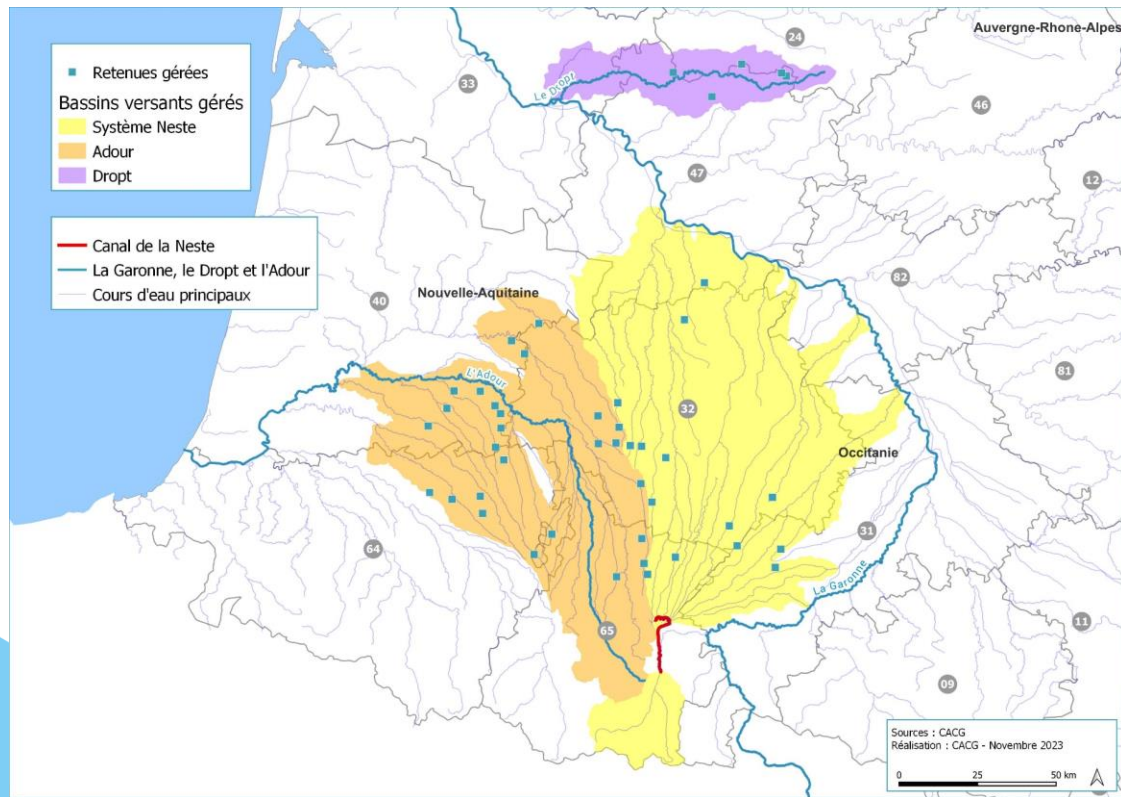 Retenues gérées
Bassins versants gérés
Système Neste
Adour
Dropt
Canal de la Neste
La Garonne, le Dropt et l'Adour
Cours d'eau principaux
Auvergne-Rhone-Alpes
24
33
Le Dropt
46
47
12
82
Nouvelle-Aquitaine
40
81
L'Adour
32
Occitanie
31
64
La Garonne
65
11
09
Sources : CACG
Réalisation : CACG - Novembre 2023
0 25 50 km